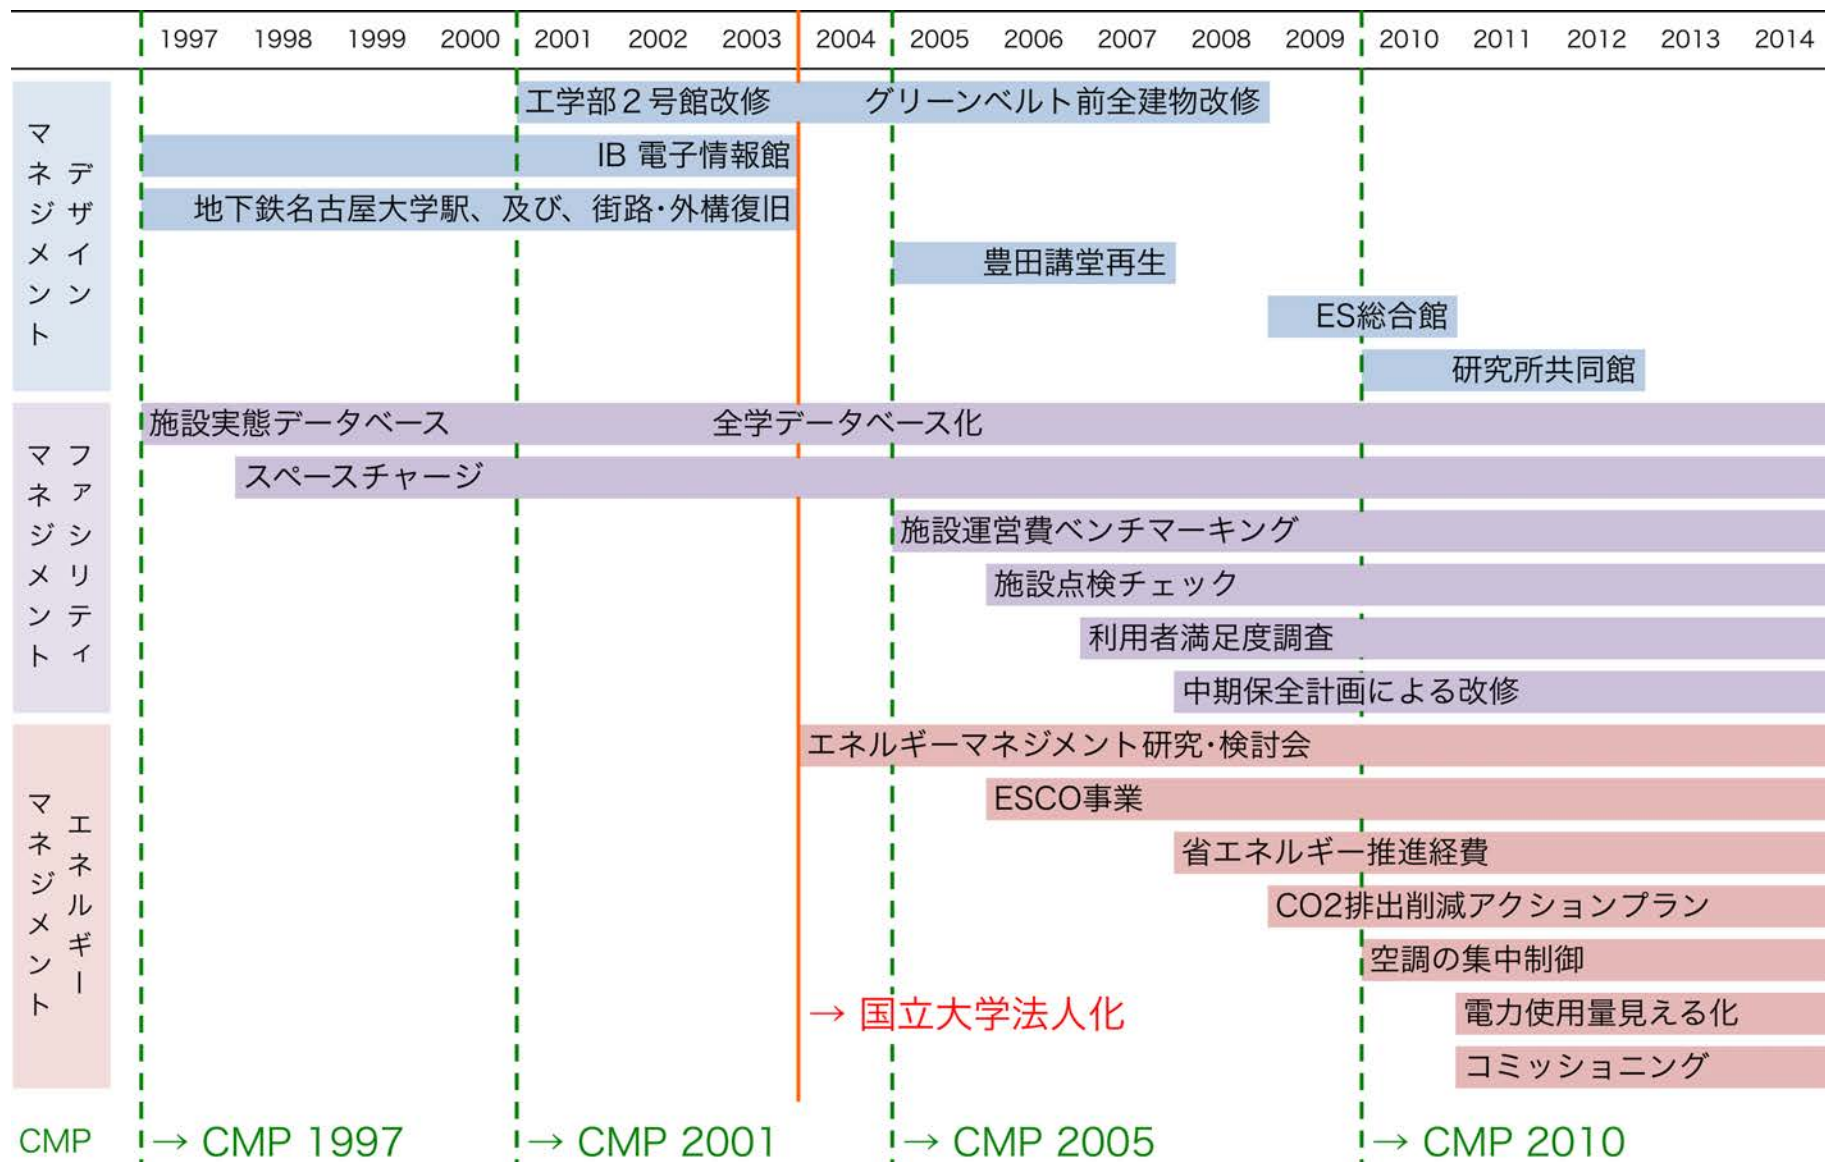 1997 1998 1999 2000 2001 2002 2003 2004 2005 2006 2007 2008 2009 2010 2011 2012 2013 2014
デザイン
マネジメント
工学部２号館改修 グリーンベルト前全建物改修
IB 電子情報館
地下鉄名古屋大学駅、及び、街路･外構復旧
豊田講堂再生
ES総合館
研究所共同館
ファシリティ
マネジメント
施設実態データベース 全学データベース化
スペースチャージ
施設運営費ベンチマーキング
施設点検チェック
利用者満足度調査
中期保全計画による改修
エネルギー
マネジメント
エネルギーマネジメント研究･検討会
ESCO事業
省エネルギー推進経費
CO2排出削減アクションプラン
空調の集中制御
→ 国立大学法人化
電力使用量見える化
コミッショニング
CMP → CMP 1997 → CMP 2001 → CMP 2005 → CMP 2010